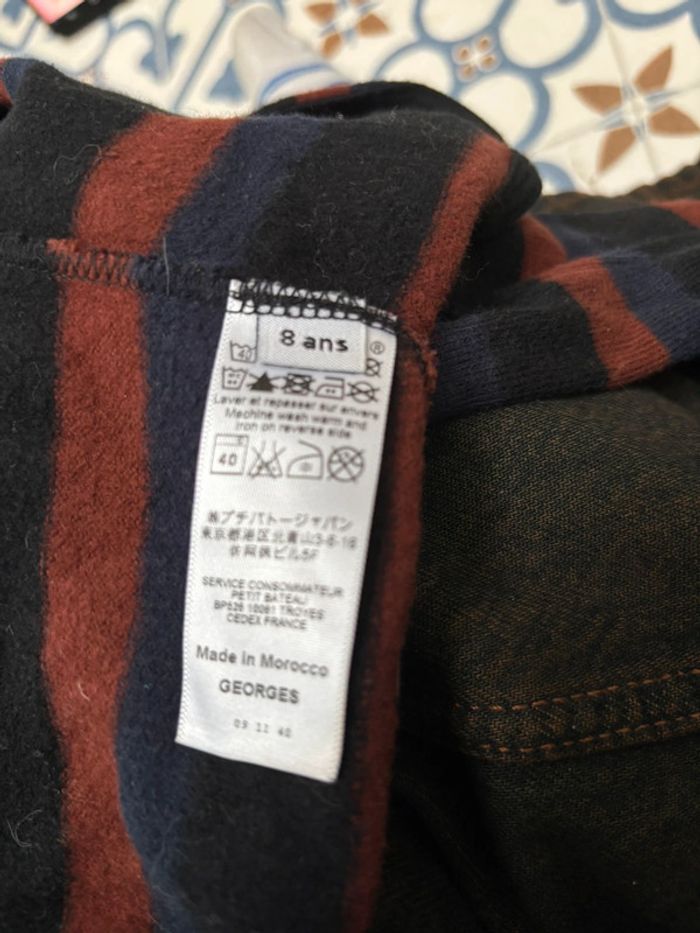 8 ans
®
40
Laver et repasser sur envers
Machine wash warm and
iron on reverse side
40
㈱プチバトージャパン
東京都港区北青山3-6-16
SERVICE CONSOMMATEUR
PETIT BATEAU
BP525 10081 TROYES
CEDEX FRANCE
Made in Morocco
GEORGES
09 11 40